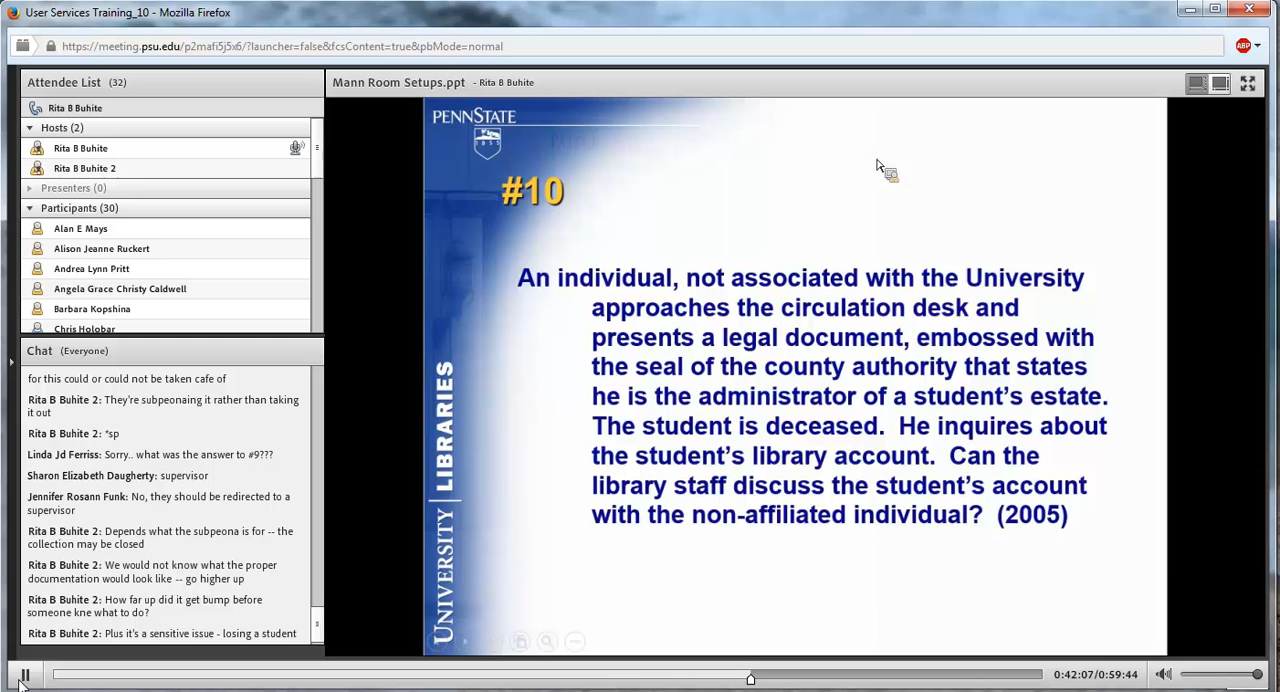 User Services Training_10 - Mozilla Firefox
https://meeting.psu.edu/p2mafi5j5x6/?launcher=false&fcsContent=true&pbMode=normal
ABP
Attendee List (32)
Rita B Buhite
Hosts (2)
Rita B Buhite
Rita B Buhite 2
Presenters (0)
Participants (30)
Alan E Mays
Alison Jeanne Ruckert
Andrea Lynn Pritt
Angela Grace Christy Caldwell
Barbara Kopshina
Chris Holobar
Chat (Everyone)
for this could or could not be taken cafe of
Rita B Buhite 2: They're subpeonaing it rather than taking
it out
Rita B Buhite 2: *sp
Linda Jd Ferriss: Sorry.. what was the answer to #9???
Sharon Elizabeth Daugherty: supervisor
Jennifer Rosann Funk: No, they should be redirected to a
supervisor
Rita B Buhite 2: Depends what the subpeona is for -- the
collection may be closed
Rita B Buhite 2: We would not know what the proper
documentation would look like -- go higher up
Rita B Buhite 2: How far up did it get bump before
someone kne what to do?
Rita B Buhite 2: Plus it's a sensitive issue - losing a student
Mann Room Setups.ppt - Rita B Buhite
PENNSTATE
1855
#10
An individual, not associated with the University
approaches the circulation desk and
presents a legal document, embossed with
the seal of the county authority that states
he is the administrator of a student's estate.
The student is deceased. He inquires about
the student's library account. Can the
library staff discuss the student's account
with the non-affiliated individual? (2005)
UNIVERSITY LIBRARIES
0:42:07/0:59:44